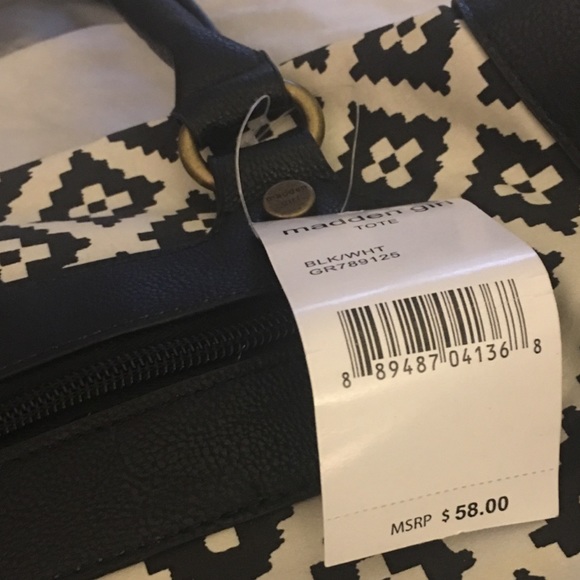 madden girl
TOTE
BLK/WHT
GR789125
8 89487 04136 8
MSRP $ 58.00